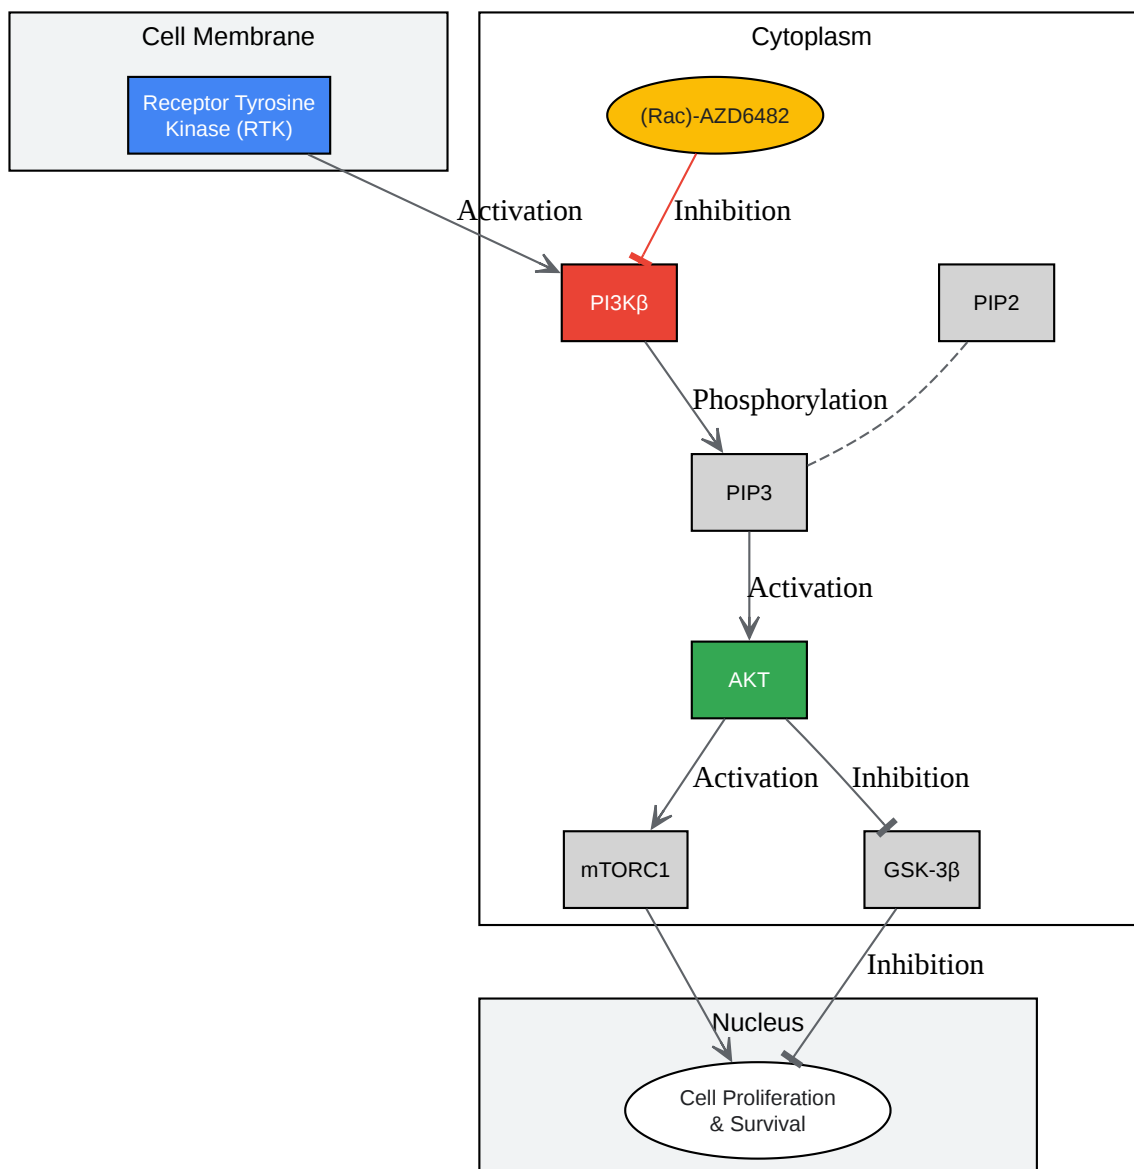 Cell Membrane
Cytoplasm
Receptor Tyrosine
Kinase (RTK)
(Rac)-AZD6482
Activation
Inhibition
PI3Kβ
PIP2
Phosphorylation
PIP3
Activation
AKT
Activation
Inhibition
mTORC1
GSK-3β
Inhibition
Nucleus
Cell Proliferation
& Survival